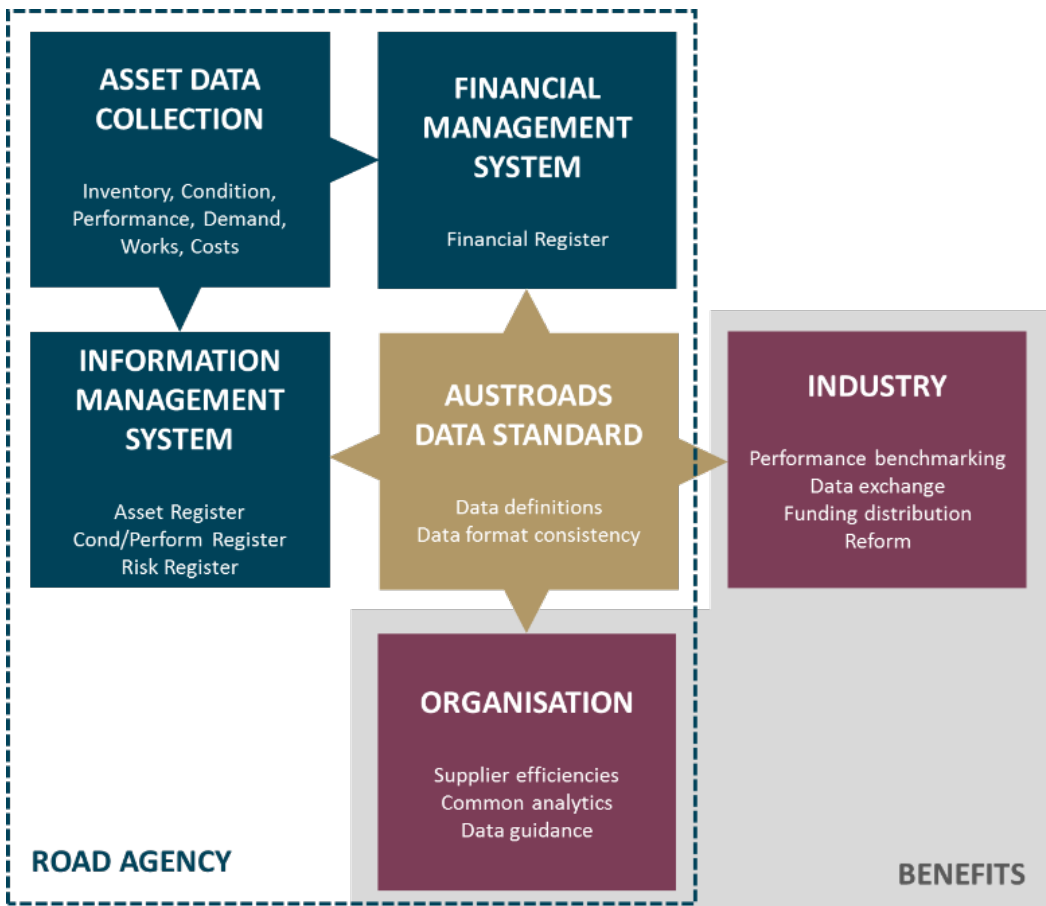 ASSET DATA
COLLECTION
Inventory, Condition,
Performance, Demand,
Works, Costs
FINANCIAL
MANAGEMENT
SYSTEM
Financial Register
INFORMATION
MANAGEMENT
SYSTEM
Asset Register
Cond/Perform Register
Risk Register
AUSTROADS
DATA STANDARD
Data definitions
Data format consistency
INDUSTRY
Performance benchmarking
Data exchange
Funding distribution
Reform
ORGANISATION
Supplier efficiencies
Common analytics
Data guidance
ROAD AGENCY
BENEFITS